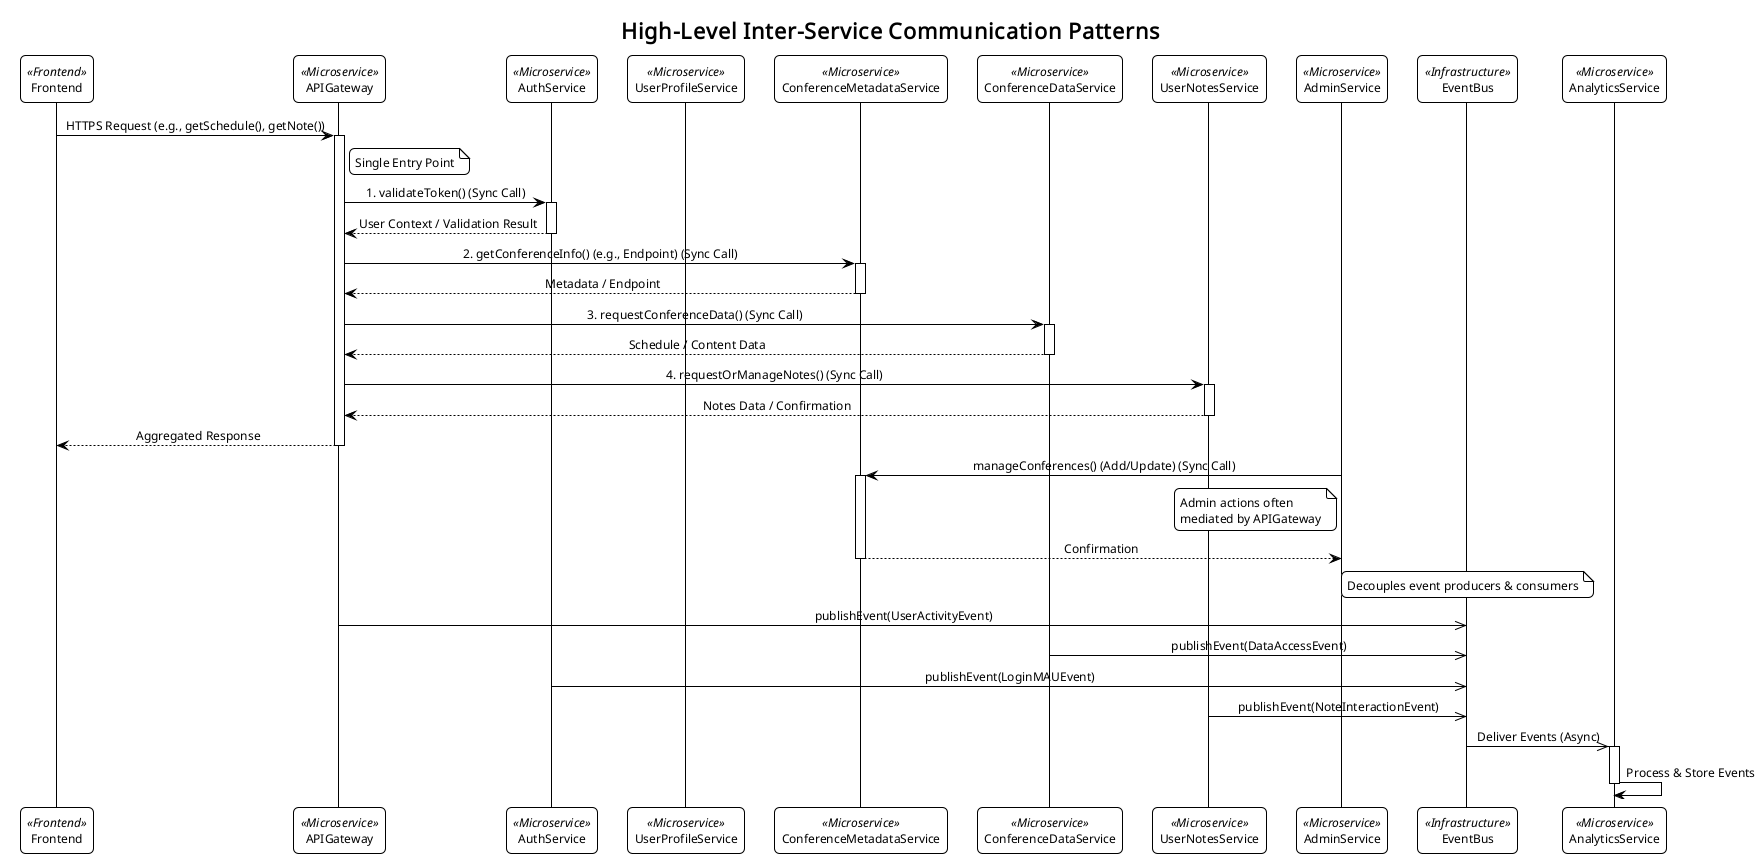 High-Level Inter-Service Communication Patterns
«Frontend»
Frontend
«Microservice»
APIGateway
«Microservice»
AuthService
«Microservice»
UserProfileService
«Microservice»
ConferenceMetadataService
«Microservice»
ConferenceDataService
«Microservice»
UserNotesService
«Microservice»
AdminService
«Infrastructure»
EventBus
«Microservice»
AnalyticsService
HTTPS Request (e.g., getSchedule(), getNote())
Single Entry Point
1. validateToken() (Sync Call)
User Context / Validation Result
2. getConferenceInfo() (e.g., Endpoint) (Sync Call)
Metadata / Endpoint
3. requestConferenceData() (Sync Call)
Schedule / Content Data
4. requestOrManageNotes() (Sync Call)
Notes Data / Confirmation
Aggregated Response
manageConferences() (Add/Update) (Sync Call)
Admin actions often
mediated by APIGateway
Confirmation
Decouples event producers & consumers
publishEvent(UserActivityEvent)
publishEvent(DataAccessEvent)
publishEvent(LoginMAUEvent)
publishEvent(NoteInteractionEvent)
Deliver Events (Async)
Process & Store Events
«Frontend»
Frontend
«Microservice»
APIGateway
«Microservice»
AuthService
«Microservice»
UserProfileService
«Microservice»
ConferenceMetadataService
«Microservice»
ConferenceDataService
«Microservice»
UserNotesService
«Microservice»
AdminService
«Infrastructure»
EventBus
«Microservice»
AnalyticsService